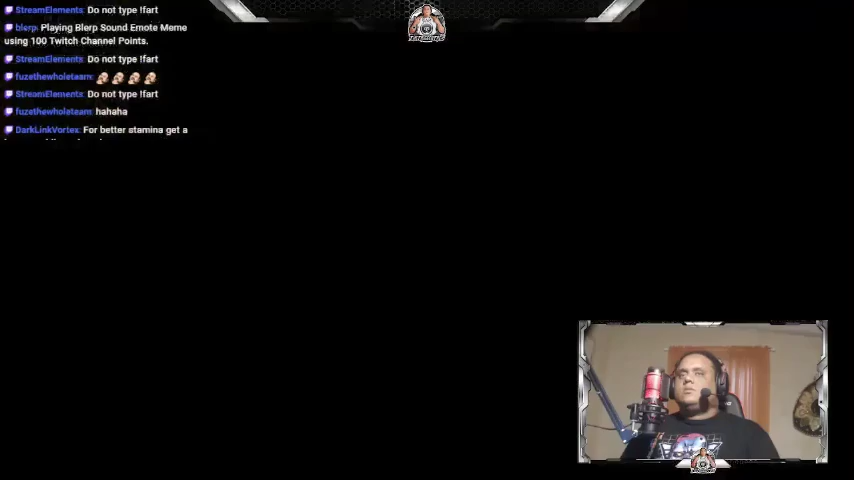 StreamElements: Do not type !fart
blerp: Playing Blerp Sound Emote Meme
using 100 Twitch Channel Points.
StreamElements: Do not type !fart
fuzethewholeteam:
StreamElements: Do not type !fart
fuzethewholeteam: hahaha
DarkLinkVortex: For better stamina get a